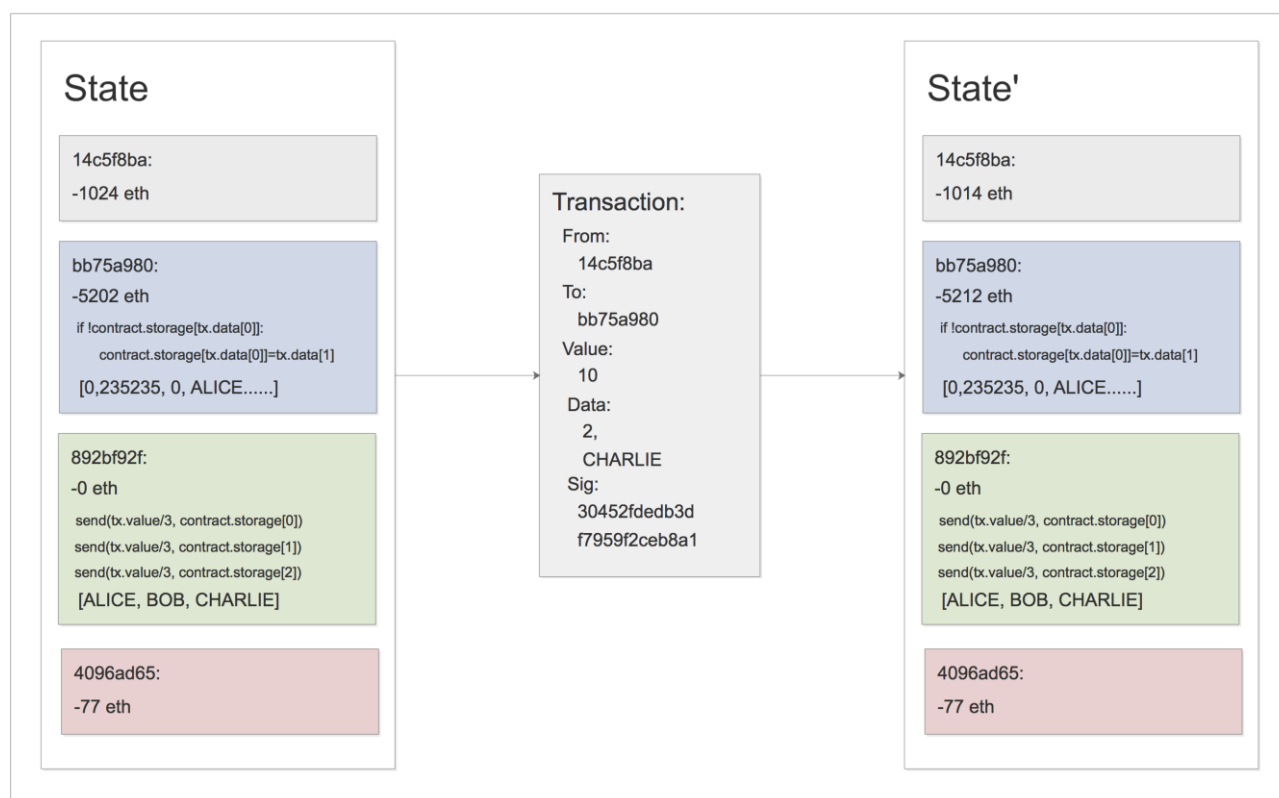 State
14c5f8ba:
-1024 eth
bb75a980:
-5202 eth
if !contract.storage[tx.data[0]]:
contract.storage[tx.data[0]]=tx.data[1]
[0,235235, 0, ALICE......]
892bf92f:
-0 eth
send(tx.value/3, contract.storage[0])
send(tx.value/3, contract.storage[1])
send(tx.value/3, contract.storage[2])
[ALICE, BOB, CHARLIE]
4096ad65:
-77 eth
Transaction:
From:
14c5f8ba
To:
bb75a980
Value:
10
Data:
2,
CHARLIE
Sig:
30452fdedb3d
f7959f2ceb8a1
State'
14c5f8ba:
-1014 eth
bb75a980:
-5212 eth
if !contract.storage[tx.data[0]]:
contract.storage[tx.data[0]]=tx.data[1]
[0,235235, 0, ALICE......]
892bf92f:
-0 eth
send(tx.value/3, contract.storage[0])
send(tx.value/3, contract.storage[1])
send(tx.value/3, contract.storage[2])
[ALICE, BOB, CHARLIE]
4096ad65:
-77 eth